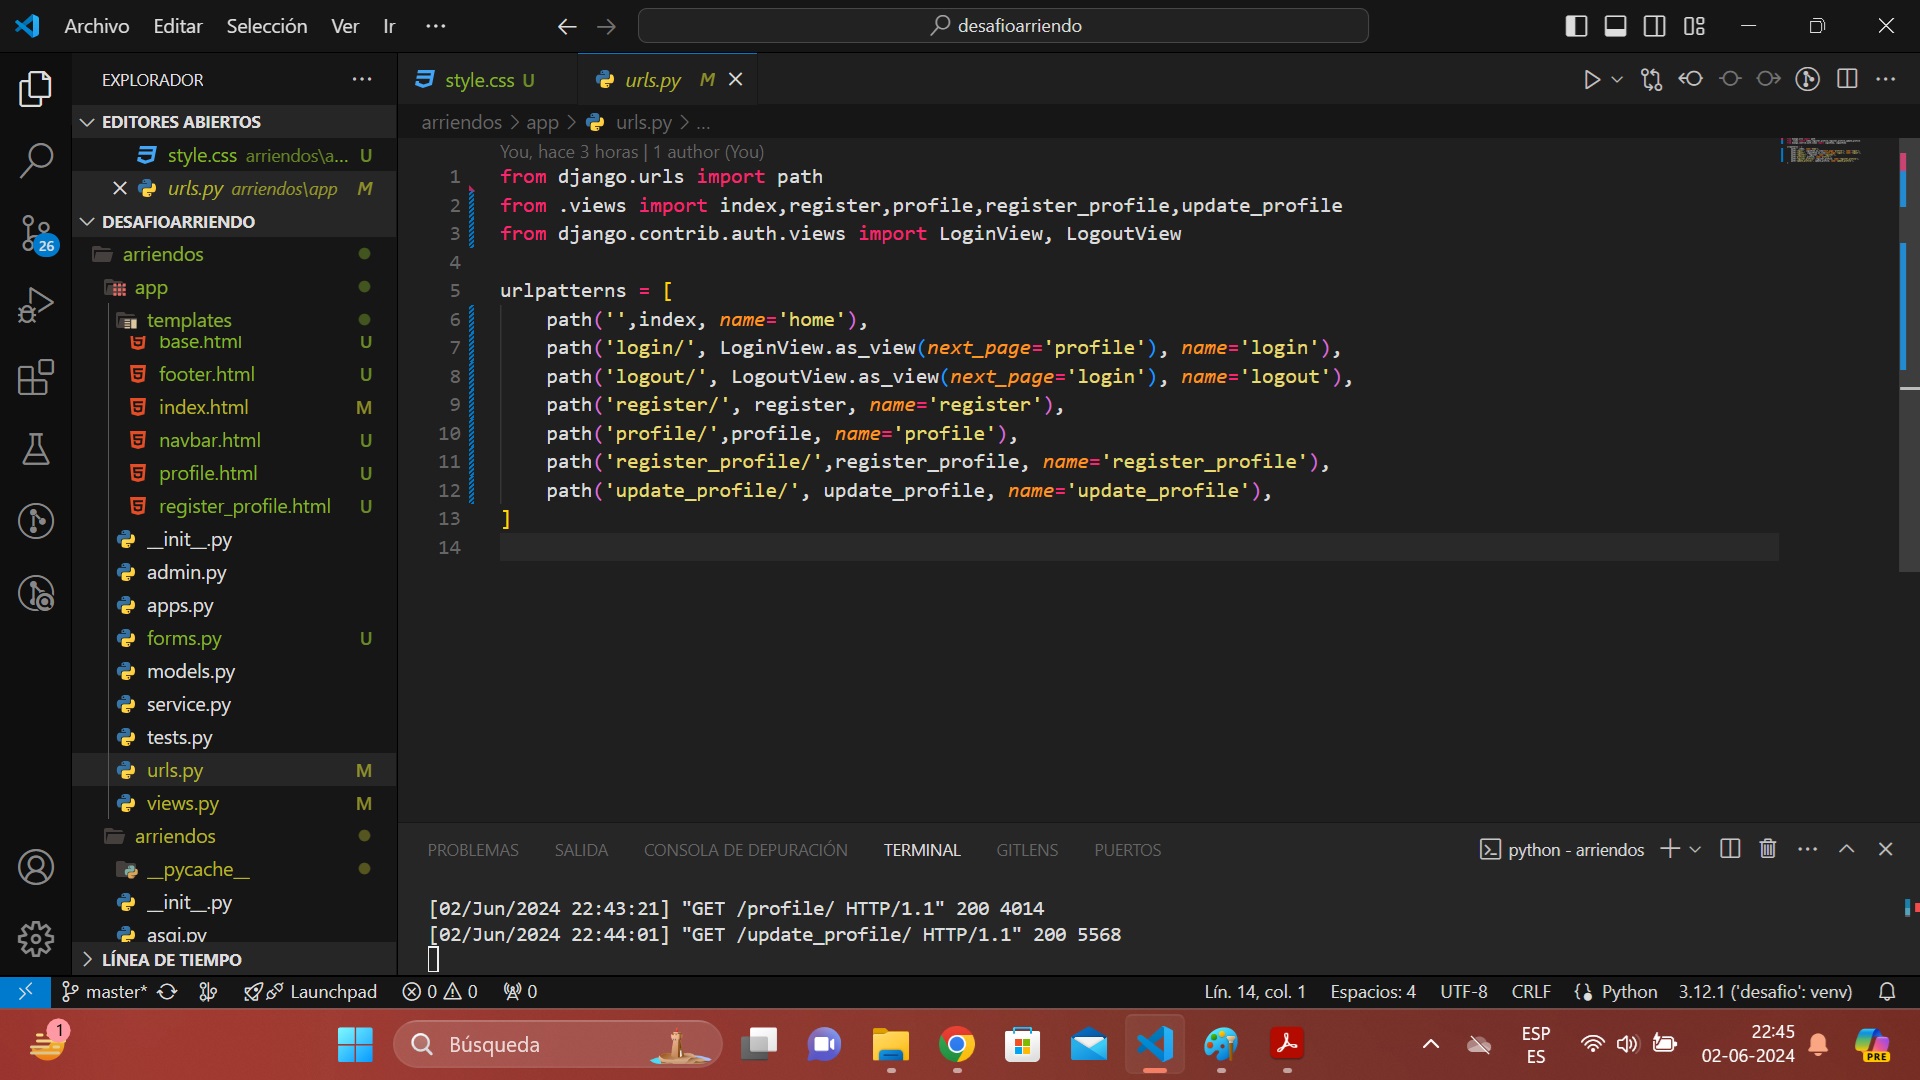 Archivo Editar Selección Ver Ir ···
desafioarriendo
EXPLORADOR
EDITORES ABIERTOS
style.css arriendos\a... U
urls.py arriendos\app M
DESAFIOARRIENDO
arriendos
app
templates
base.html U
footer.html U
index.html M
navbar.html U
profile.html U
register_profile.html U
__init__.py
admin.py
apps.py
forms.py U
models.py
service.py
tests.py
urls.py M
views.py M
arriendos
__pycache__
__init__.py
asgi.py
LÍNEA DE TIEMPO
26
style.css U
urls.py M
arriendos > app > urls.py > ...
You, hace 3 horas | 1 author (You)
1 from django.urls import path
2 from .views import index,register,profile,register_profile,update_profile
3 from django.contrib.auth.views import LoginView, LogoutView
4
5 urlpatterns = [
6 path('',index, name='home'),
7 path('login/', LoginView.as_view(next_page='profile'), name='login'),
8 path('logout/', LogoutView.as_view(next_page='login'), name='logout'),
9 path('register/', register, name='register'),
10 path('profile/',profile, name='profile'),
11 path('register_profile/',register_profile, name='register_profile'),
12 path('update_profile/', update_profile, name='update_profile'),
13 ]
14
PROBLEMAS SALIDA CONSOLA DE DEPURACIÓN TERMINAL GITLENS PUERTOS
python - arriendos
[02/Jun/2024 22:43:21] "GET /profile/ HTTP/1.1" 200 4014
[02/Jun/2024 22:44:01] "GET /update_profile/ HTTP/1.1" 200 5568
master* Launchpad 0 0 0
Lín. 14, col. 1 Espacios: 4 UTF-8 CRLF Python 3.12.1 ('desafio': venv)
1
Búsqueda
ESP
ES
22:45
02-06-2024
PRE